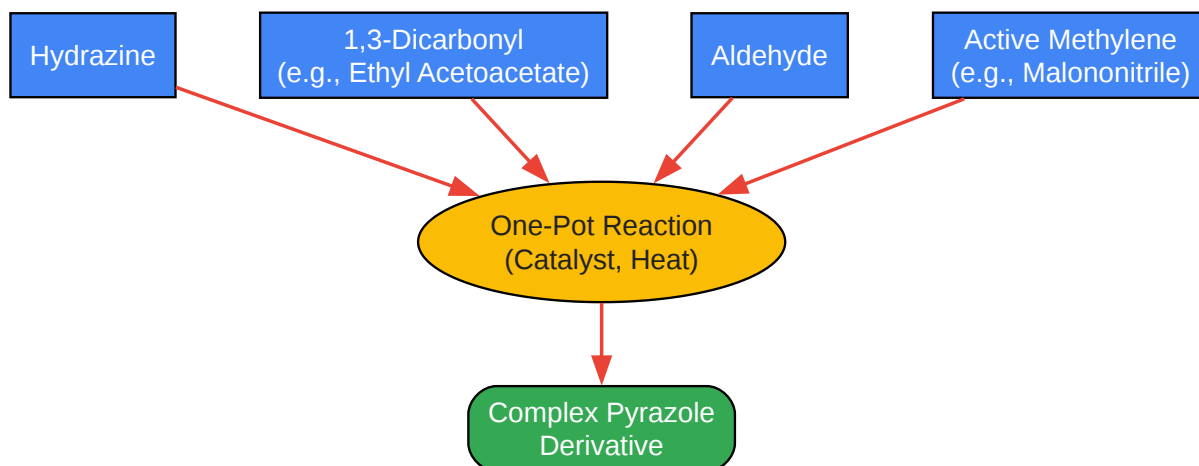 Hydrazine
1,3-Dicarbonyl
(e.g., Ethyl Acetoacetate)
Aldehyde
Active Methylene
(e.g., Malononitrile)
One-Pot Reaction
(Catalyst, Heat)
Complex Pyrazole
Derivative